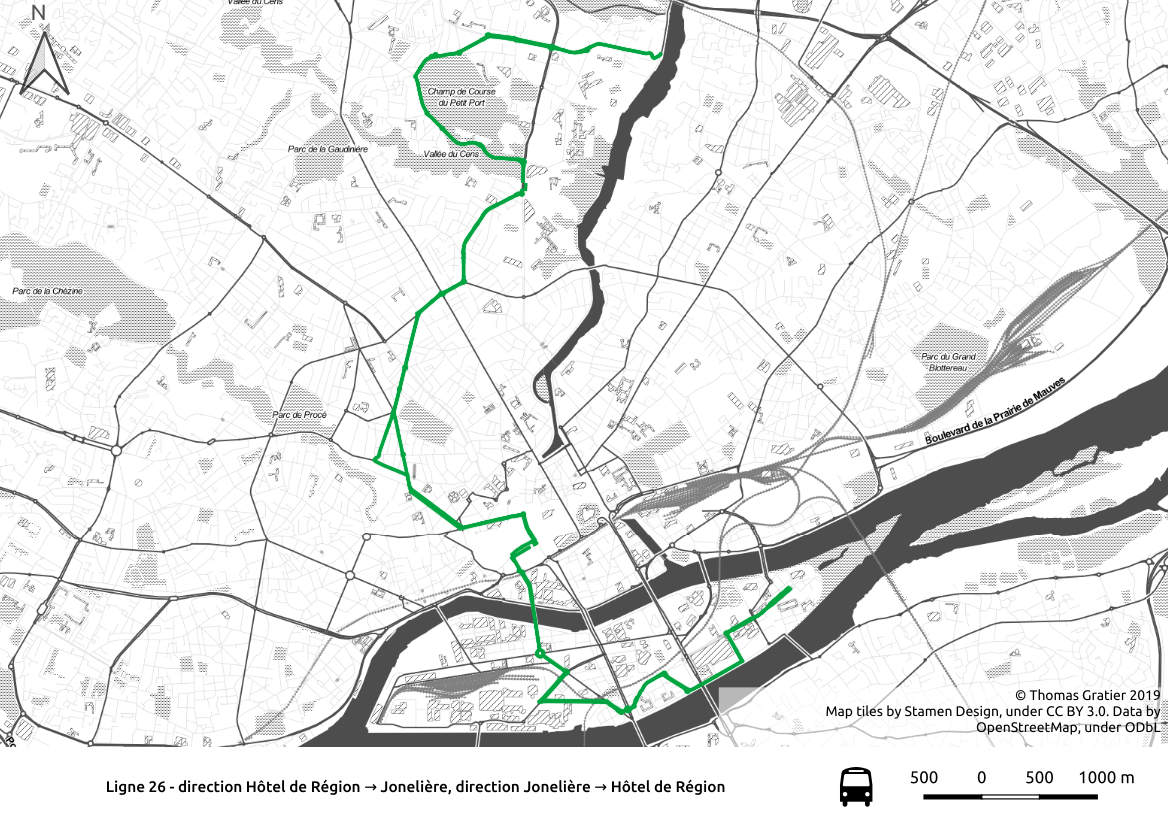 Vallée du Cens
N
Champ de Course
du Petit Port
Parc de la Gaudinière
Vallée du Cens
Parc de la Chézine
Parc du Grand
Blottereau
Boulevard de la Prairie de Mauves
Parc de Procé
© Thomas Gratier 2019
Map tiles by Stamen Design, under CC BY 3.0. Data by
OpenStreetMap, under ODbL
Ligne 26 - direction Hôtel de Région → Jonelière, direction Jonelière → Hôtel de Région
500 0 500 1000 m